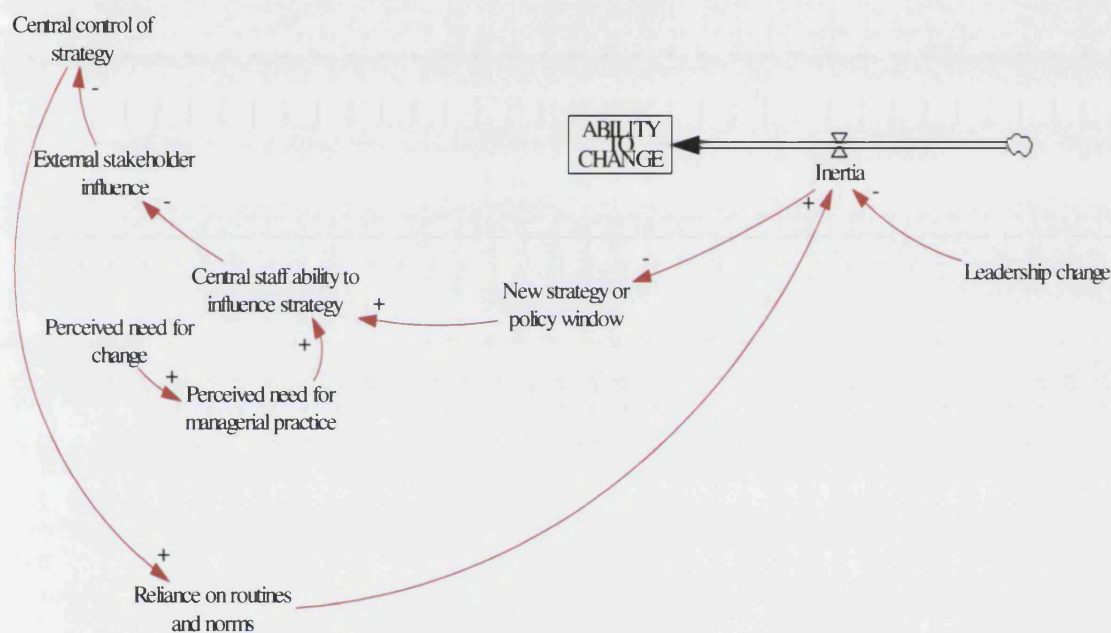 Central control of
strategy
-
External stakeholder
influence
-
ABILITY
TO
CHANGE
Inertia
+
-
Leadership change
-
New strategy or
policy window
+
Central staff ability to
influence strategy
+
Perceived need for
change
+
Perceived need for
managerial practice
+
Reliance on routines
and norms